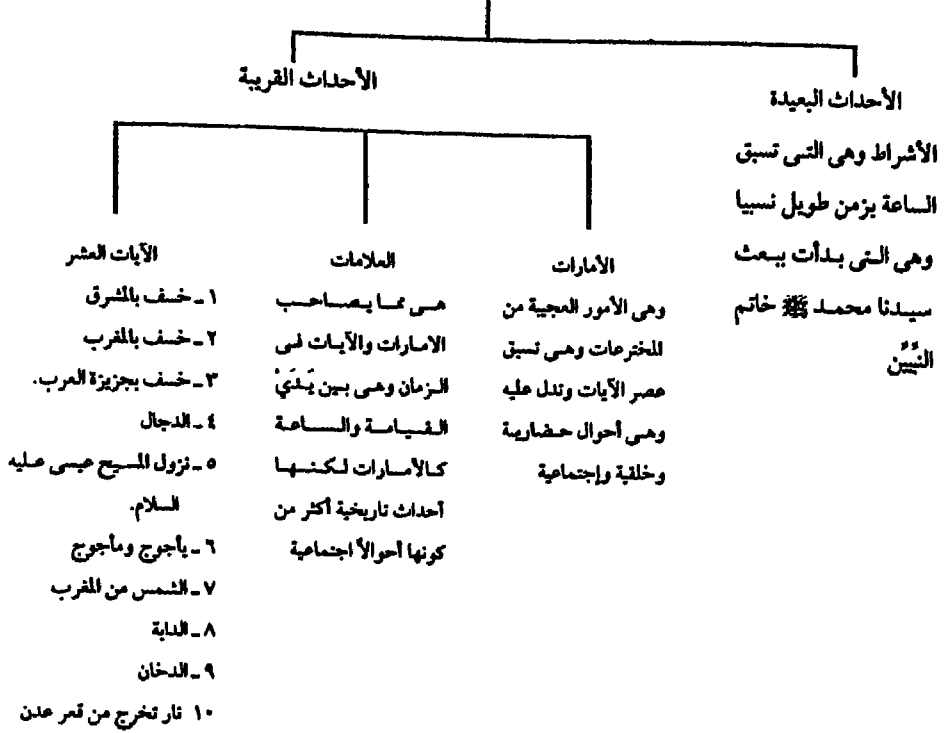 الأحداث البعيدة
الأشراط وهى التى تسبق
الساعة بزمن طويل نسبيا
وهى التى بدأت ببعث
سيدنا محمد ﷺ خاتم
النبيِّين
الأحداث القريبة
الأمارات
وهى الأمور العجيبة من
المخترعات وهى تسبق
عصر الآيات وتدل عليه
وهى أحوال حضارية
وخلقية وإجتماعية
العلامات
هى مما يصاحب
الامارات والآيات فى
الزمان وهى بين يَدَىْ
القيامة والساعة
كالأمارات لكنها
أحداث تاريخية أكثر من
كونها أحوالاً اجتماعية
الآيات العشر
١ ـ خسف بالمشرق
٢ ـ خسف بالمغرب
٣ ـ خسف بجزيزة العرب.
٤ ـ الدجال
٥ ـ نزول المسيح عيسى عليه
السلام.
٦ ـ يأجوج ومأجوج
٧ ـ الشمس من المغرب
٨ ـ الدابة
٩ ـ الدخان
١٠ نار تخرج من قعر عدن